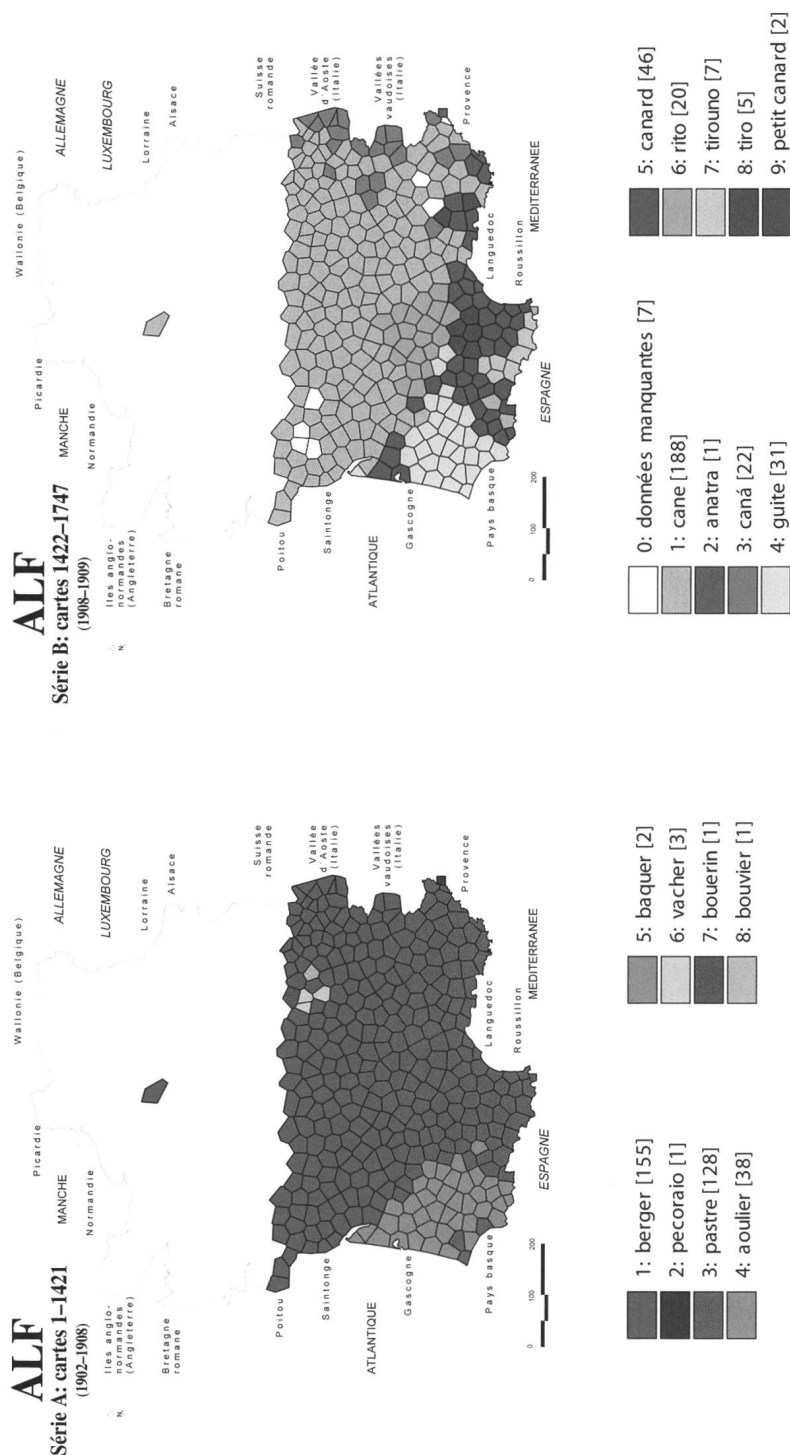 ALF
Série A: cartes 1–1421
(1902–1908)
Iles anglo-
normandes
(Angleterre)
N
Bretagne
romane
MANCHE
Normandie
Picardie
Wallonie (Belgique)
ALLEMAGNE
LUXEMBOURG
Lorraine
Alsace
Suisse
romande
Vallée
d'Aoste
(Italie)
Vallées
vaudoises
(Italie)
Provence
Poitou
Saintonge
ATLANTIQUE
Gascogne
Pays basque
ESPAGNE
Languedoc
Roussillon
MEDITERRANEE
0 100 200
1: berger [155]
2: pecoraio [1]
3: pastre [128]
4: aoulier [38]
5: baquer [2]
6: vacher [3]
7: bouerin [1]
8: bouvier [1]
ALF
Série B: cartes 1422–1747
(1908–1909)
Iles anglo-
normandes
(Angleterre)
N
Bretagne
romane
MANCHE
Normandie
Picardie
Wallonie (Belgique)
ALLEMAGNE
LUXEMBOURG
Lorraine
Alsace
Suisse
romande
Vallée
d'Aoste
(Italie)
Vallées
vaudoises
(Italie)
Provence
Poitou
Saintonge
ATLANTIQUE
Gascogne
Pays basque
ESPAGNE
Languedoc
Roussillon
MEDITERRANEE
0 100 200
0: données manquantes [7]
1: cane [188]
2: anatra [1]
3: caná [22]
4: guite [31]
5: canard [46]
6: rito [20]
7: tirouno [7]
8: tiro [5]
9: petit canard [2]